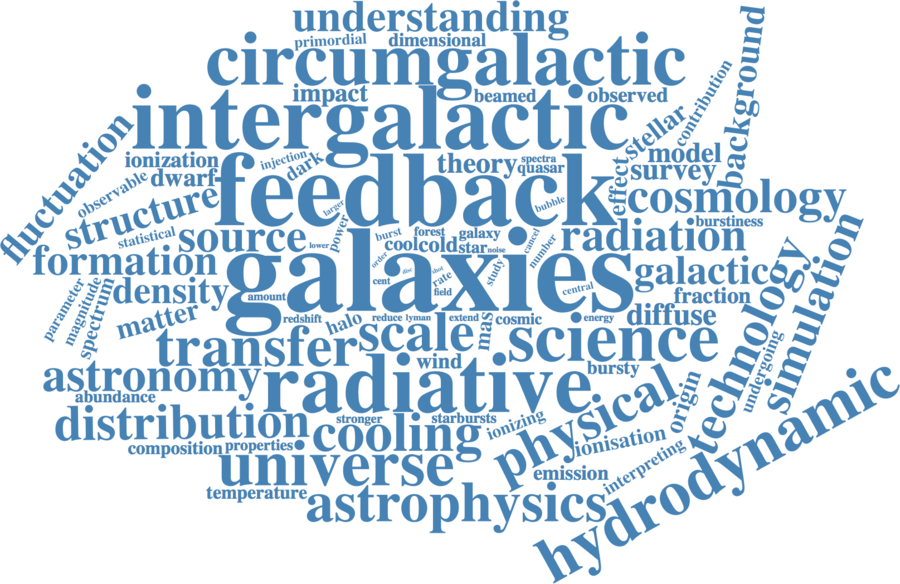 understanding
primordial
dimensional
circumgalactic
impact
beamed
observed
intergalactic
background
contribution
stellar
fluctuation
ionization
injection
dark
theory
spectra
quasar
model
survey
effect
observable
dwarf
feedback
cosmology
structure
larger
bubble
burstiness
statistical
source
power
burst
forest
galaxy
cancel
radiation
formation
lower
cool
cold
star
noise
number
order
galaxies
galactic
parameter
magnitude
spectrum
density
amount
cent
disc
shot
rate
field
study
central
fraction
technology
simulation
matter
redshift
halo
reduce
lyman
extend
cosmic
energy
diffuse
mas
scale
transfer
wind
science
undergoing
astronomy
radiative
bursty
abundance
physical
origin
distribution
stronger
starbursts
ionizing
cooling
composition
properties
ionisation
universe
emission
interpreting
temperature
astrophysics
hydrodynamic